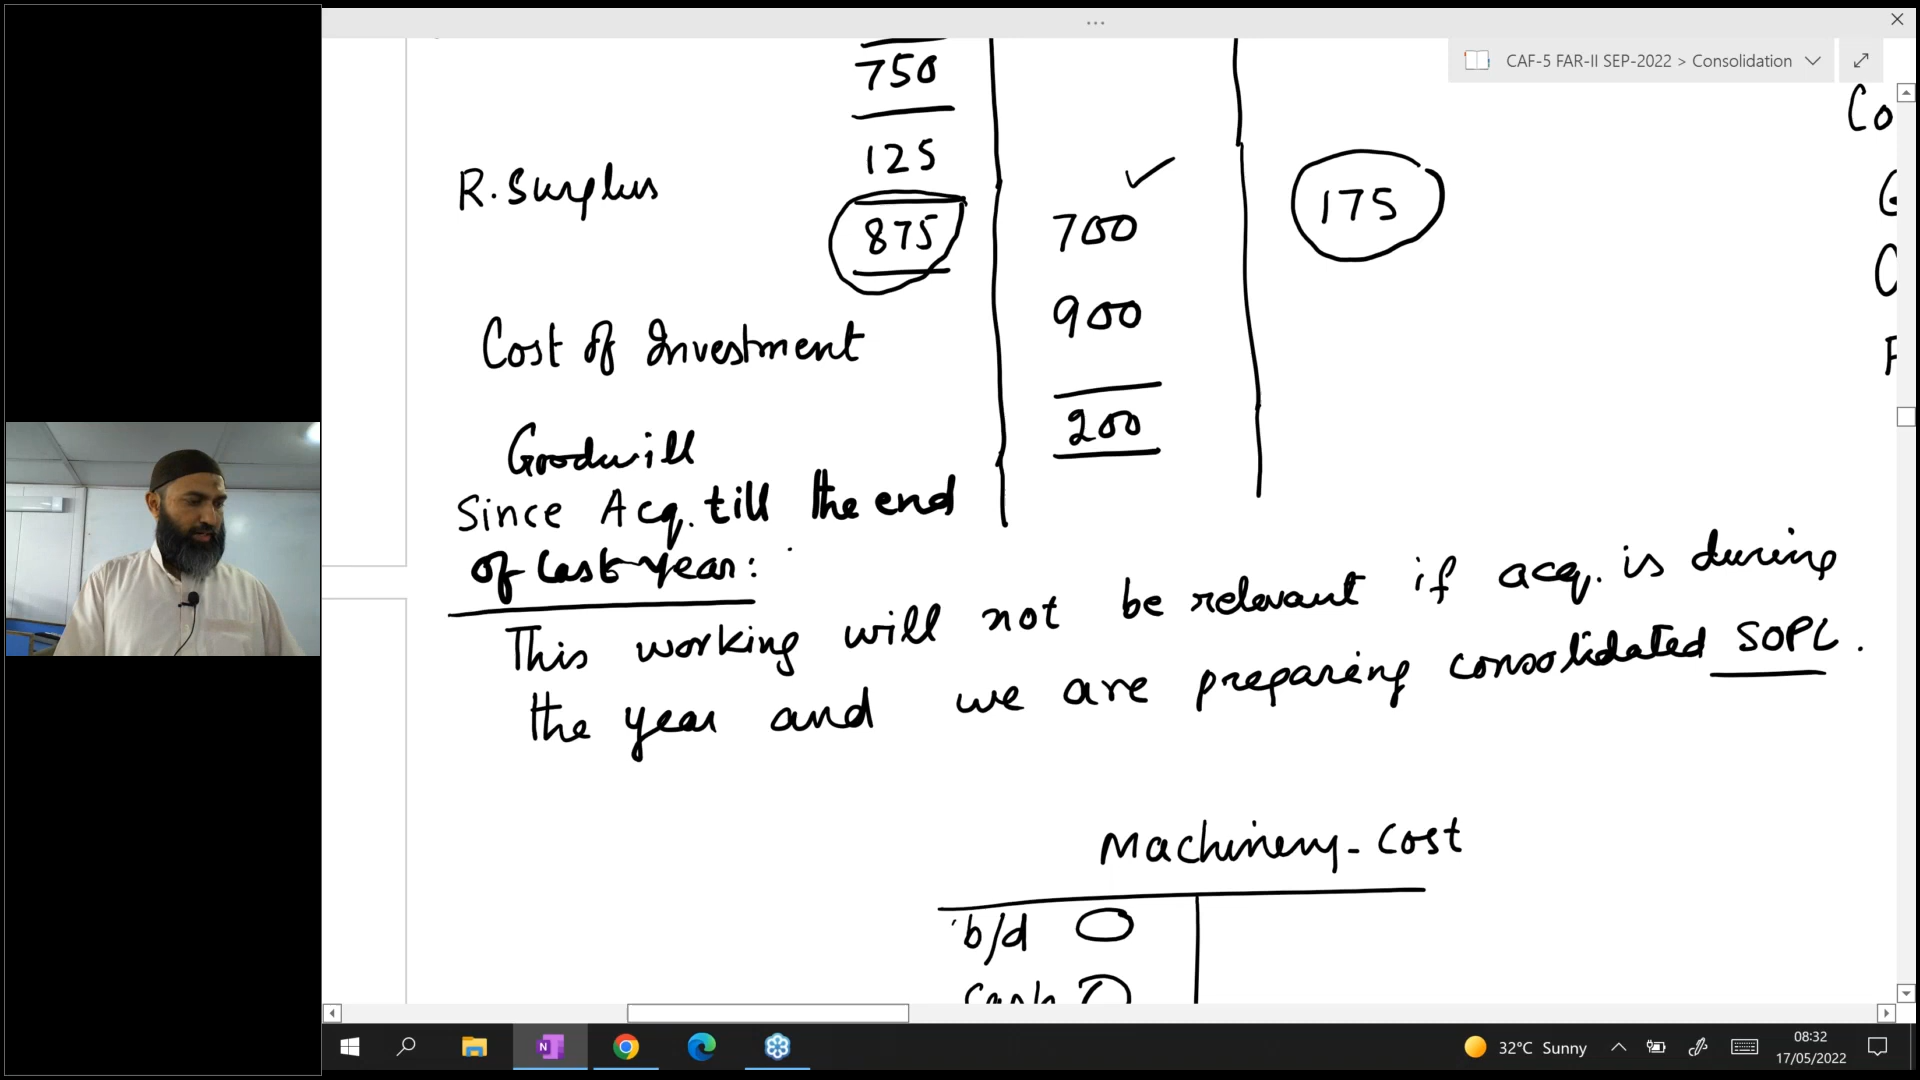 CAF-5 FAR-II SEP-2022 > Consolidation
750
125
R. Surplus
875 700 175
Cost of Investment 900
200
Goodwill
Since Acq. till the end
of last year:
This working will not be relevant if acq. is during
the year and we are preparing consolidated SOPL.
Machinery - Cost
b/d
Cash
Co
32°C Sunny
08:32
17/05/2022